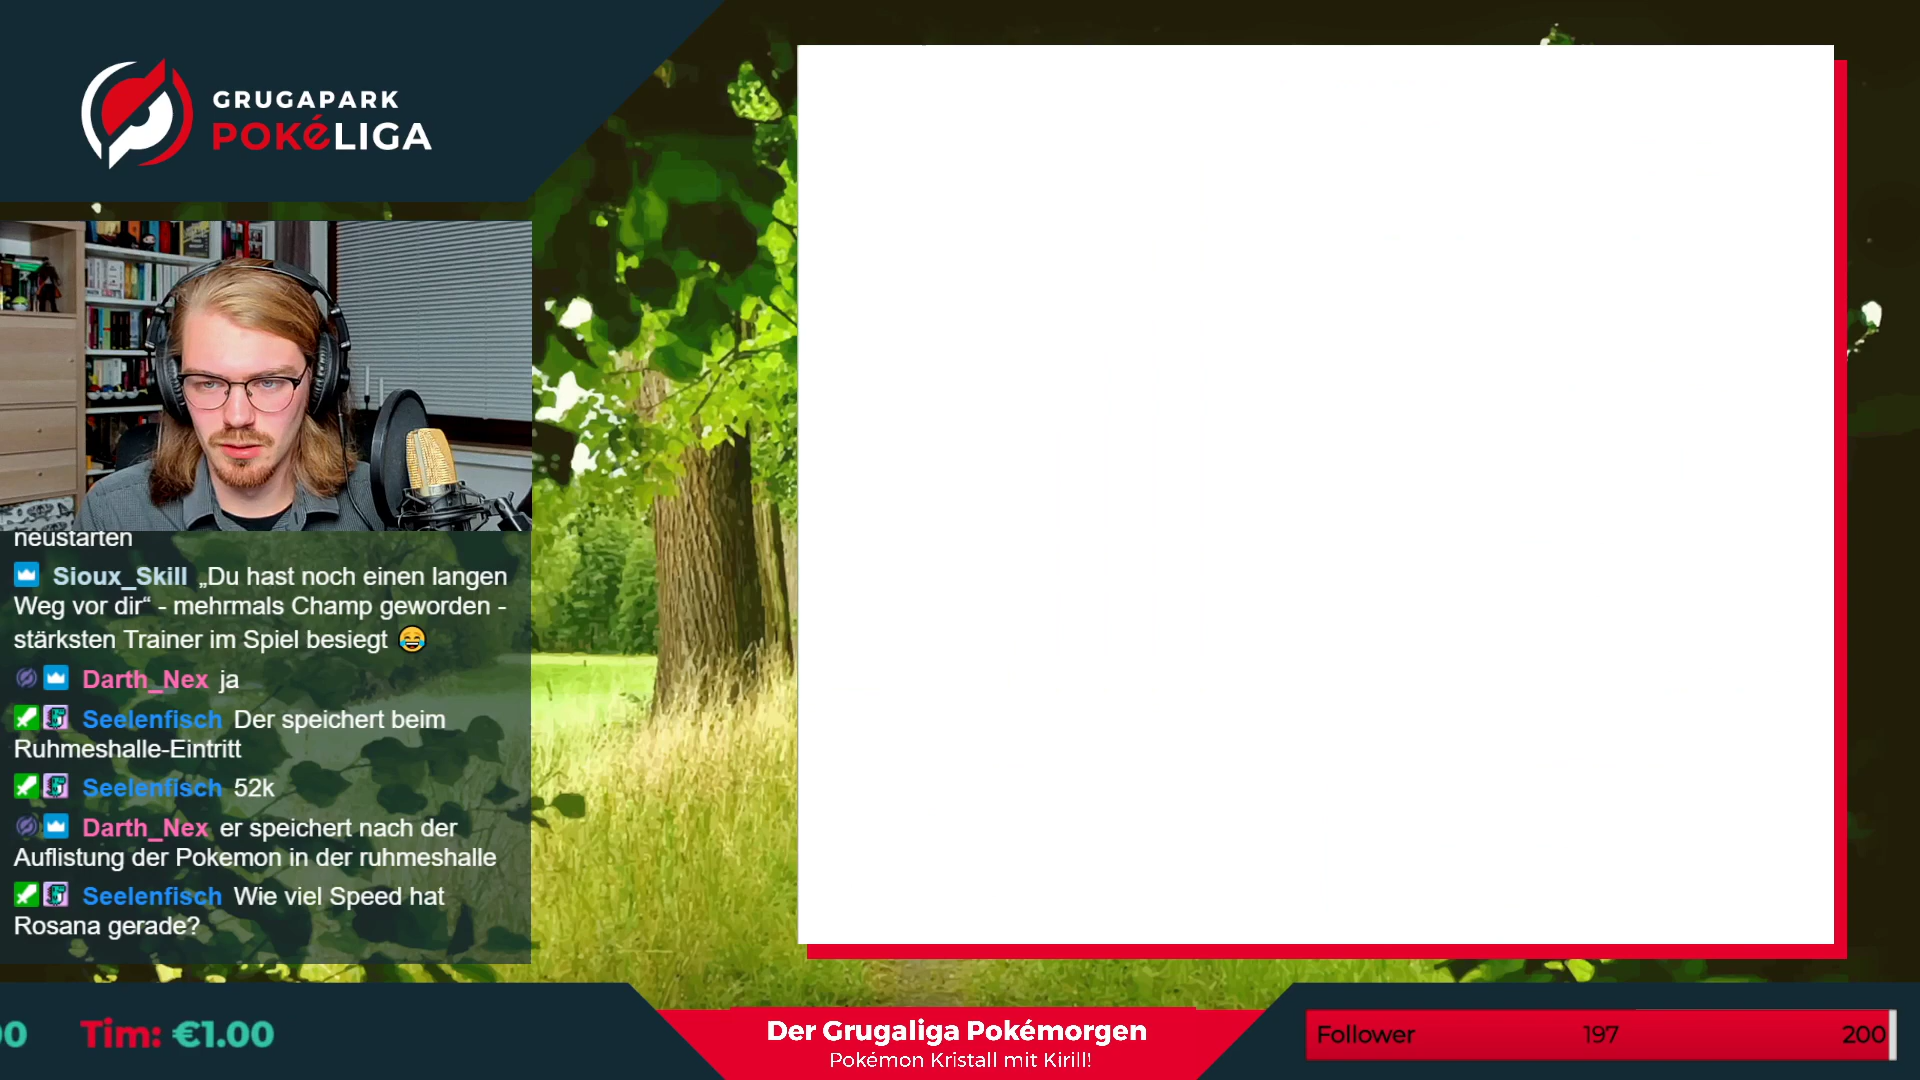 GRUGAPARK
POKéLIGA
neustarten
Sioux_Skill „Du hast noch einen langen
Weg vor dir“ - mehrmals Champ geworden -
stärksten Trainer im Spiel besiegt 😂
Darth_Nex ja
Seelenfisch Der speichert beim
Ruhmeshalle-Eintritt
Seelenfisch 52k
Darth_Nex er speichert nach der
Auflistung der Pokemon in der ruhmeshalle
Seelenfisch Wie viel Speed hat
Rosana gerade?
0 Tim: €1.00
Der Grugaliga Pokémorgen
Pokémon Kristall mit Kirill!
Follower 197 200